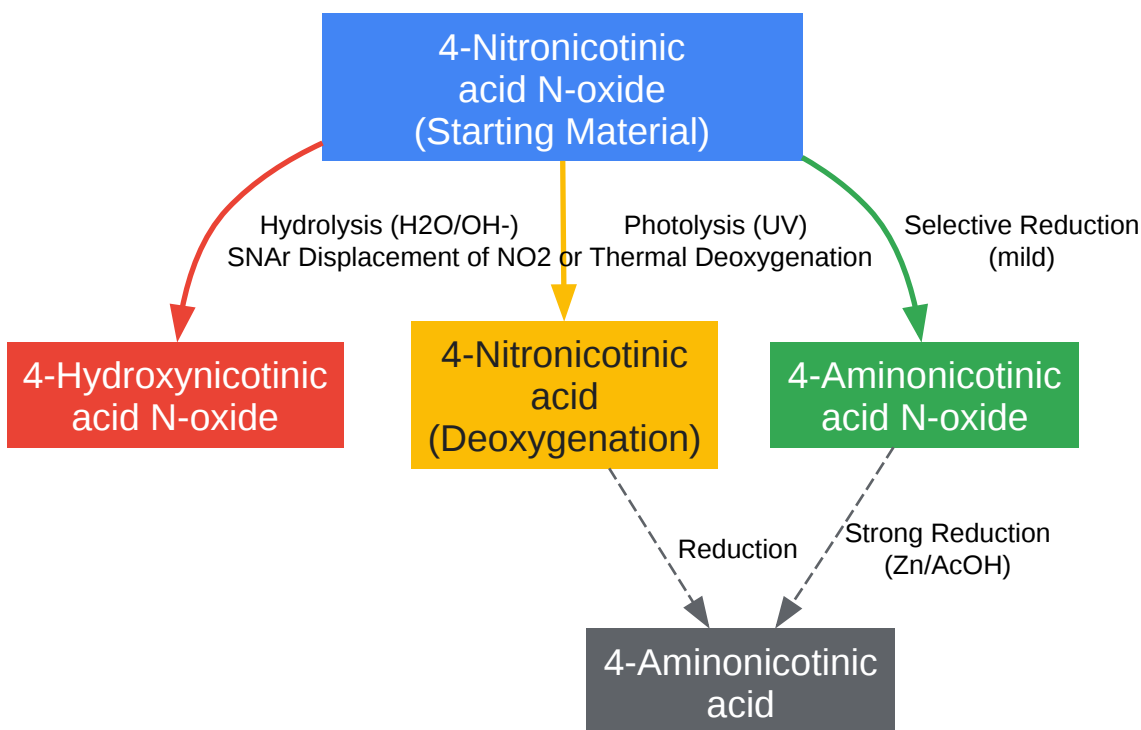 4-Nitronicotinic
acid N-oxide
(Starting Material)
Hydrolysis (H2O/OH-)
SNAr Displacement of NO2
Photolysis (UV)
or Thermal Deoxygenation
Selective Reduction
(mild)
4-Hydroxynicotinic
acid N-oxide
4-Nitronicotinic
acid
(Deoxygenation)
4-Aminonicotinic
acid N-oxide
Reduction
Strong Reduction
(Zn/AcOH)
4-Aminonicotinic
acid